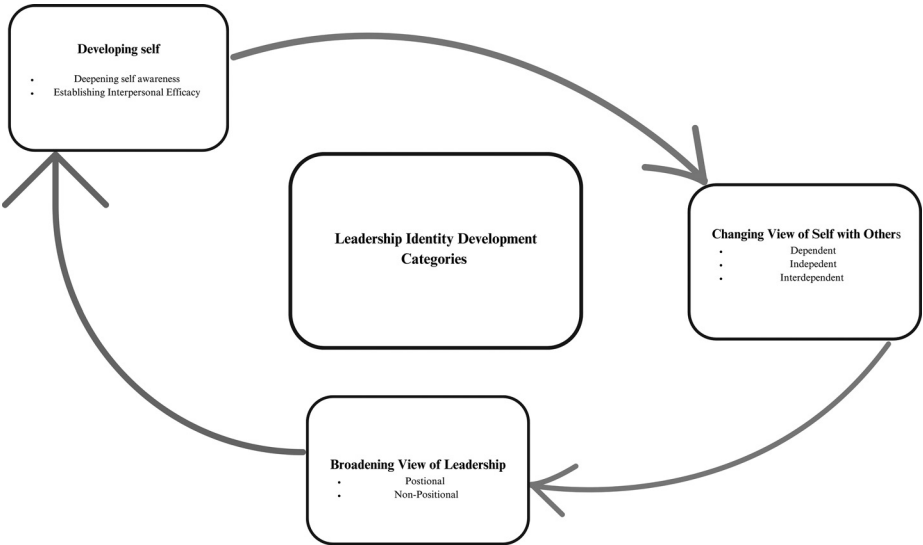 Developing self
• Deepening self awareness
• Establishing Interpersonal Efficacy
Leadership Identity Development
Categories
Changing View of Self with Others
• Dependent
• Indepedent
• Interdependent
Broadening View of Leadership
• Postional
• Non-Positional